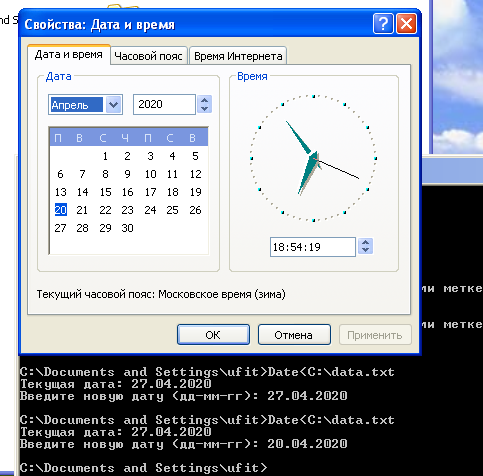 nd S
Свойства: Дата и время
Дата и время
Часовой пояс
Время Интернета
Дата
Время
Апрель
2020
П В С Ч П С В
1 2 3 4 5
6 7 8 9 10 11 12
13 14 15 16 17 18 19
20 21 22 23 24 25 26
27 28 29 30
18:54:19
Текущий часовой пояс: Московское время (зима)
ОК
Отмена
Применить
ии метке
ии метке
C:\Documents and Settings\ufit>Date<C:\data.txt
Текущая дата: 27.04.2020
Введите новую дату (дд-мм-гг): 27.04.2020
C:\Documents and Settings\ufit>Date<C:\data.txt
Текущая дата: 27.04.2020
Введите новую дату (дд-мм-гг): 20.04.2020
C:\Documents and Settings\ufit>